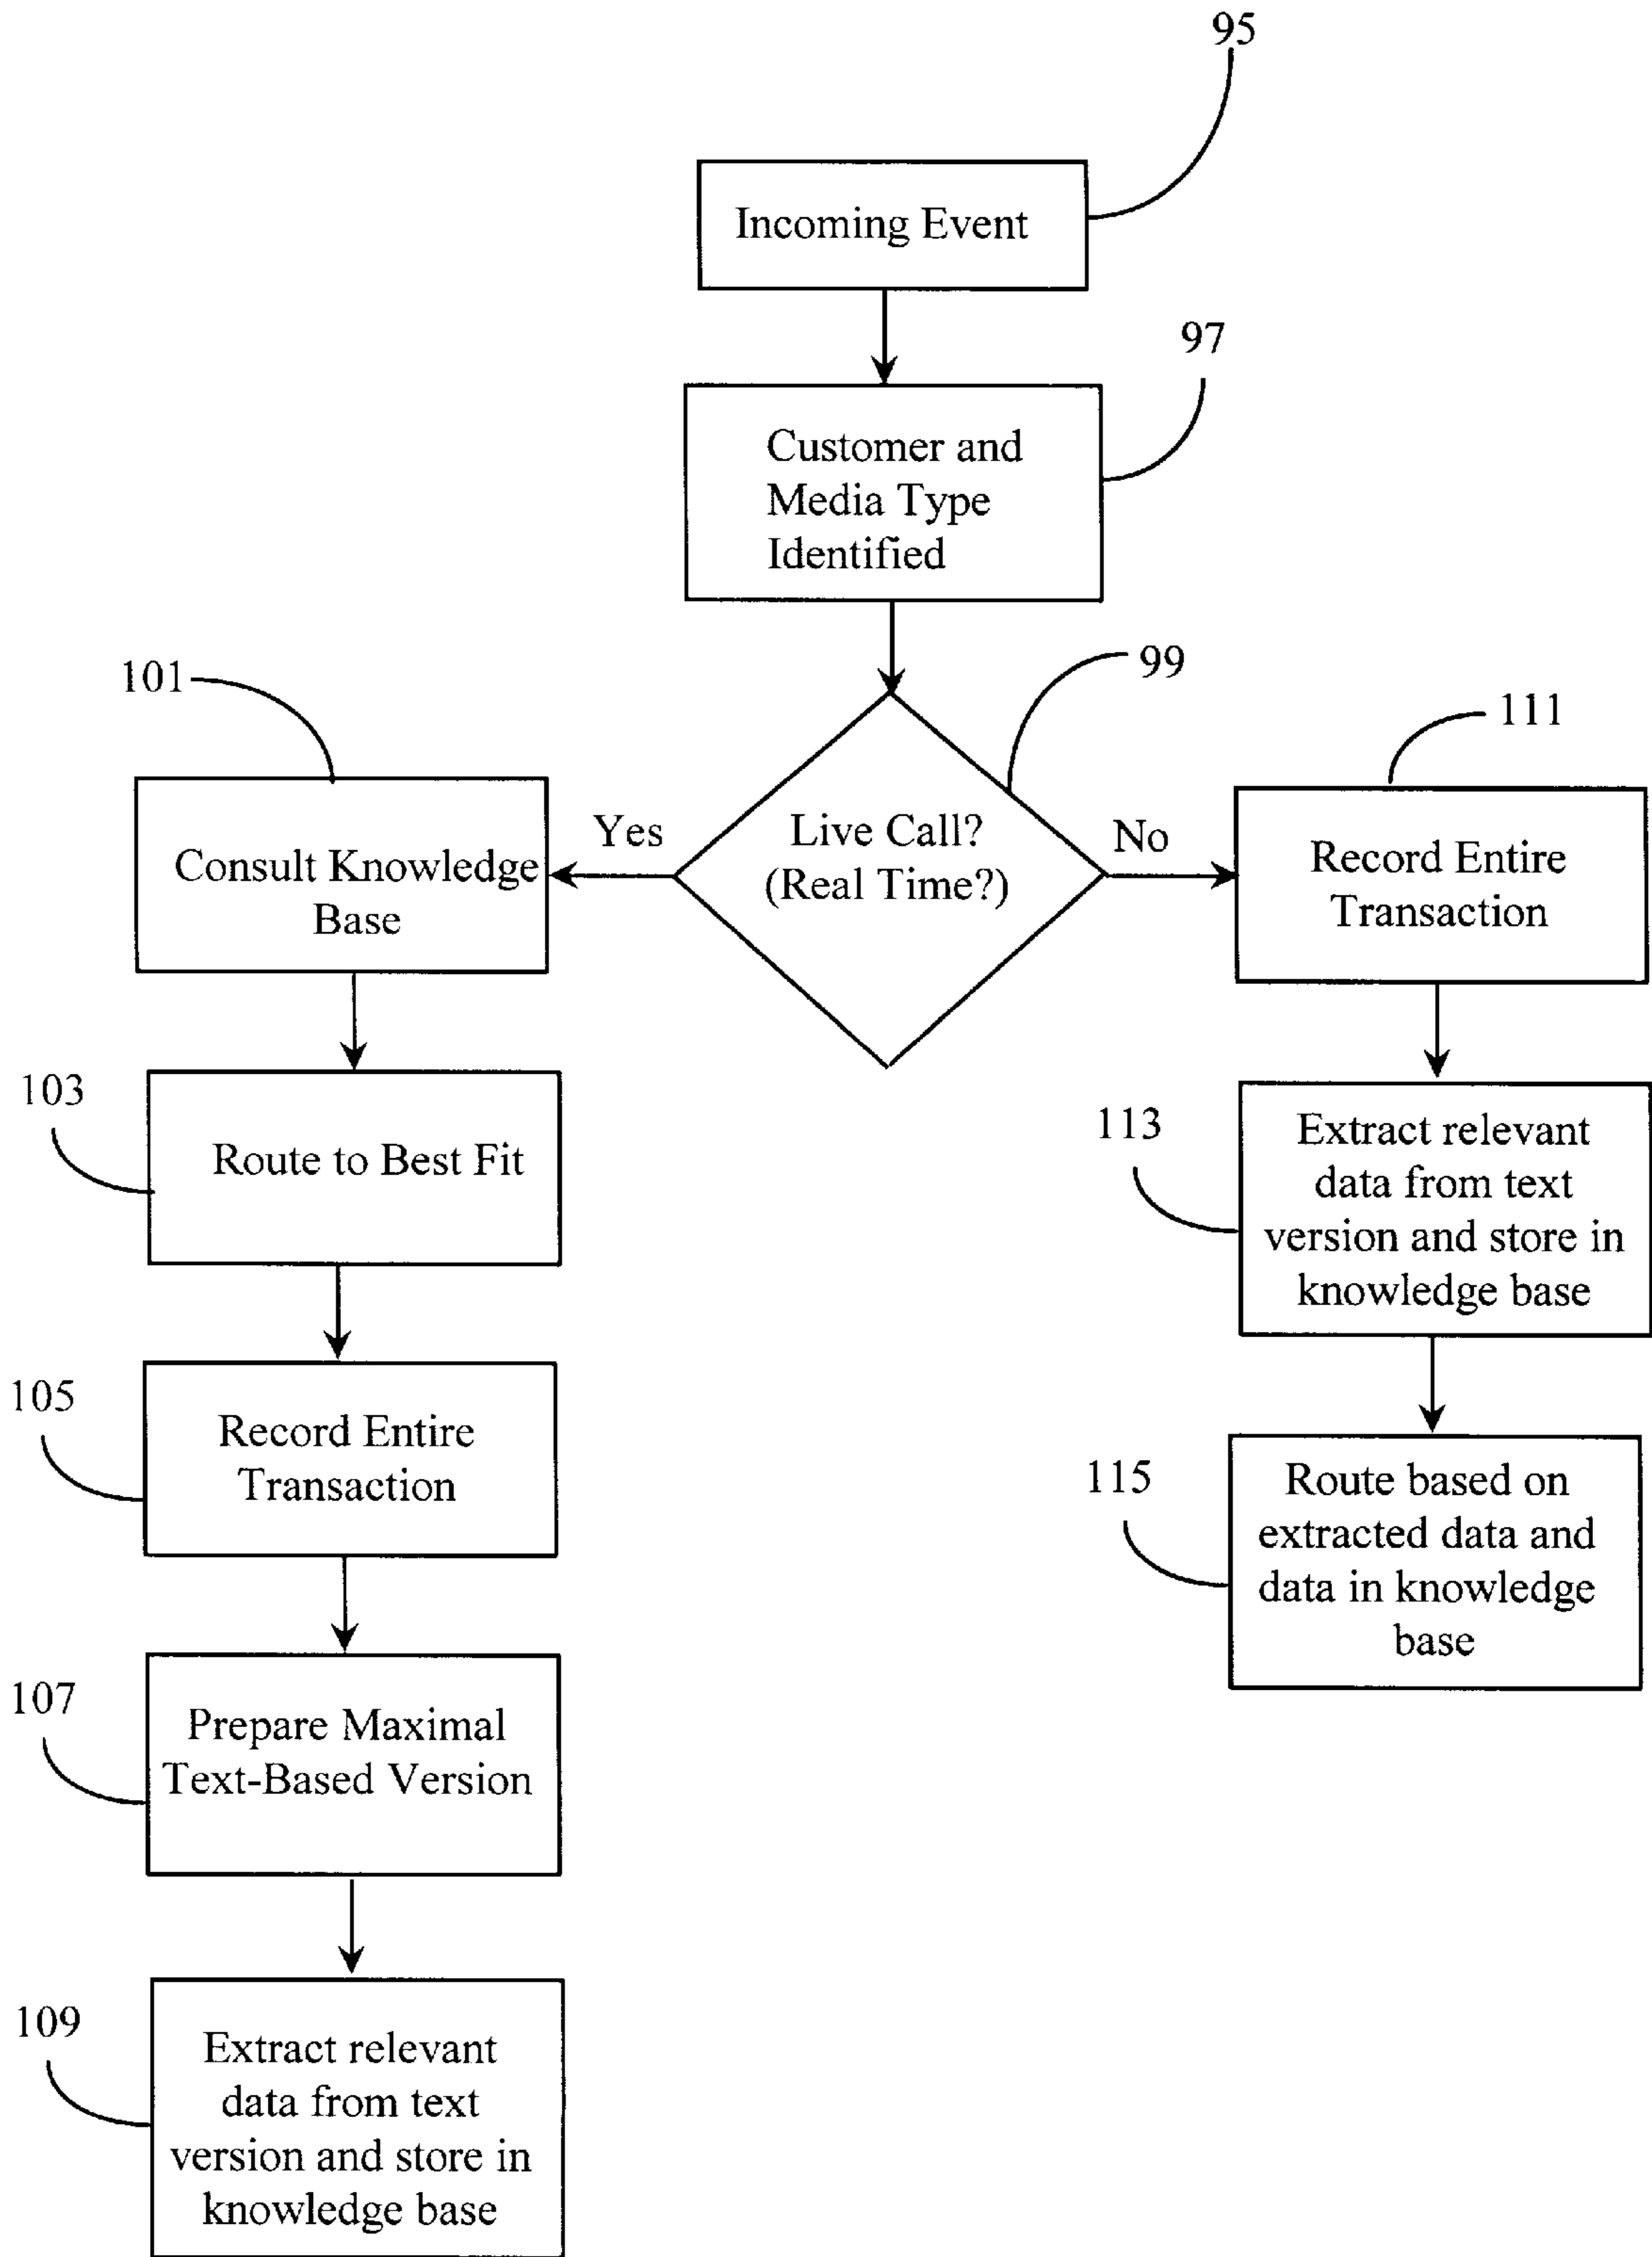 95
Incoming Event
97
Customer and
Media Type
Identified
99
101
111
Yes
Live Call?
(Real Time?)
No
Consult Knowledge
Base
Record Entire
Transaction
103
Route to Best Fit
113
Extract relevant
data from text
version and store in
knowledge base
105
Record Entire
Transaction
115
Route based on
extracted data and
data in knowledge
base
107
Prepare Maximal
Text-Based Version
109
Extract relevant
data from text
version and store in
knowledge base